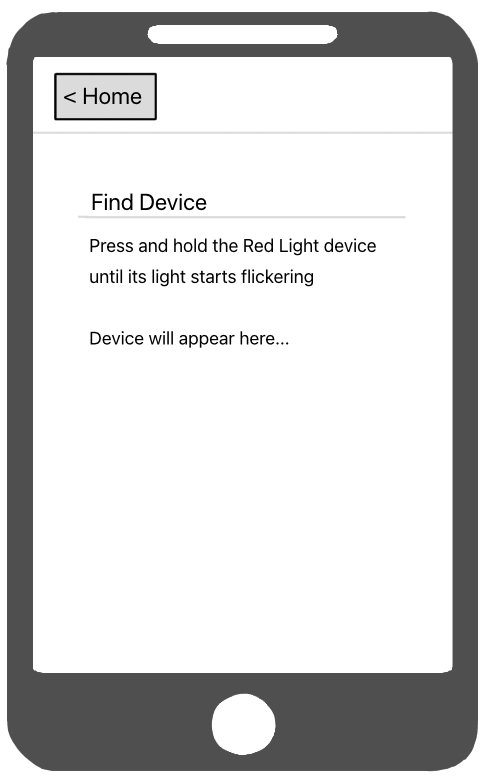 < Home
Find Device
Press and hold the Red Light device
until its light starts flickering
Device will appear here...